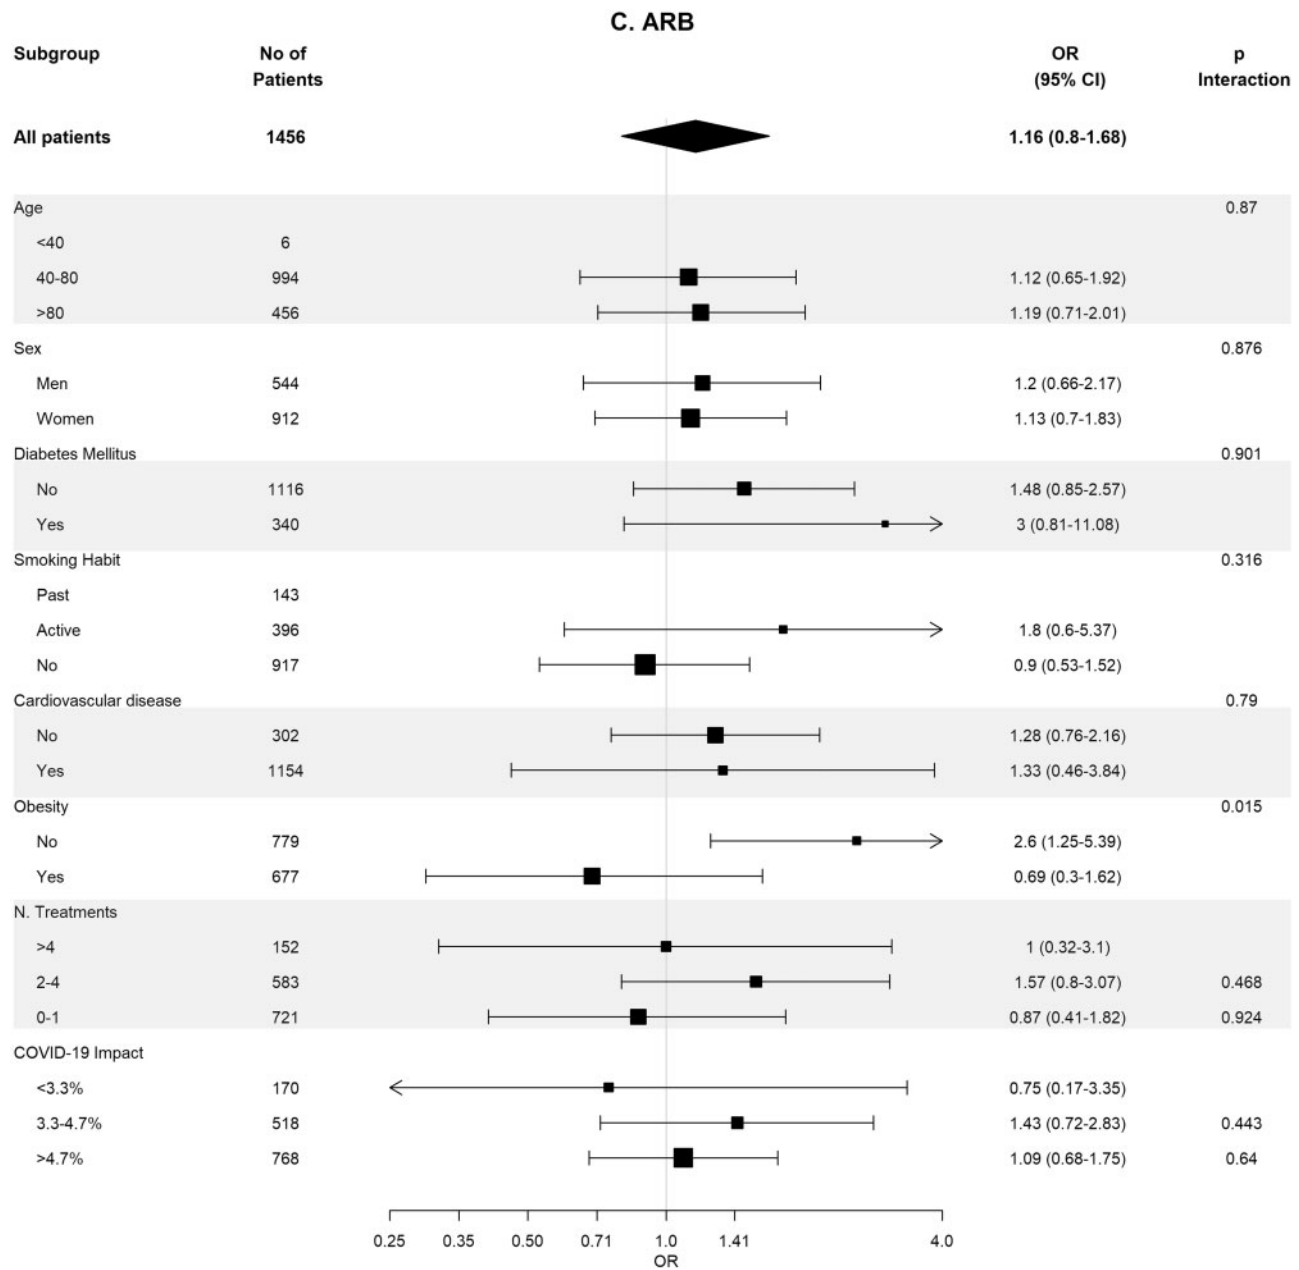 C. ARB
Subgroup No of Patients OR (95% CI) p Interaction
All patients 1456 1.16 (0.8-1.68)
Age 0.87
<40 6
40-80 994 1.12 (0.65-1.92)
>80 456 1.19 (0.71-2.01)
Sex 0.876
Men 544 1.2 (0.66-2.17)
Women 912 1.13 (0.7-1.83)
Diabetes Mellitus 0.901
No 1116 1.48 (0.85-2.57)
Yes 340 3 (0.81-11.08)
Smoking Habit 0.316
Past 143
Active 396 1.8 (0.6-5.37)
No 917 0.9 (0.53-1.52)
Cardiovascular disease 0.79
No 302 1.28 (0.76-2.16)
Yes 1154 1.33 (0.46-3.84)
Obesity 0.015
No 779 2.6 (1.25-5.39)
Yes 677 0.69 (0.3-1.62)
N. Treatments
>4 152 1 (0.32-3.1)
2-4 583 1.57 (0.8-3.07) 0.468
0-1 721 0.87 (0.41-1.82) 0.924
COVID-19 Impact
<3.3% 170 0.75 (0.17-3.35)
3.3-4.7% 518 1.43 (0.72-2.83) 0.443
>4.7% 768 1.09 (0.68-1.75) 0.64
0.25 0.35 0.50 0.71 1.0 1.41 4.0
OR